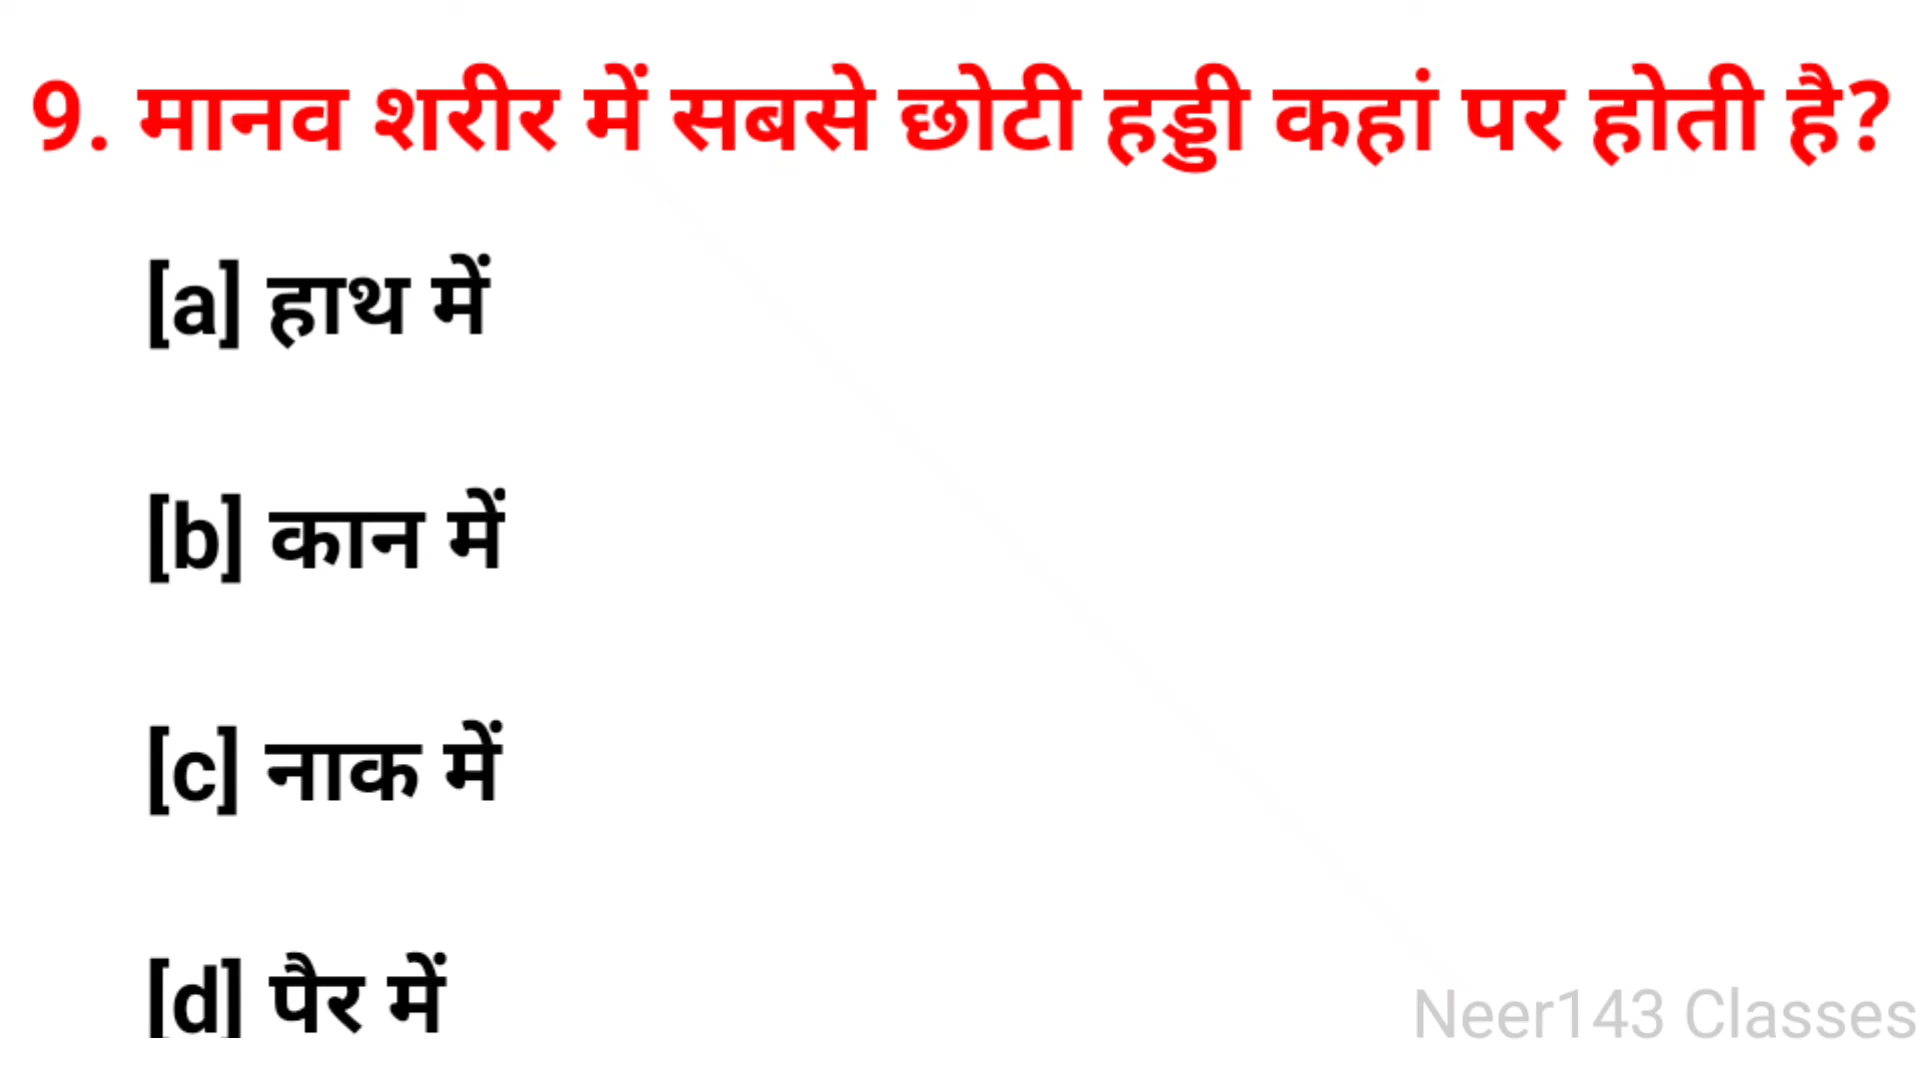 9. मानव शरीर में सबसे छोटी हड्डी कहां पर होती है?
[a] हाथ में
[b] कान में
[c] नाक में
[d] पैर में
Neer143 Classes